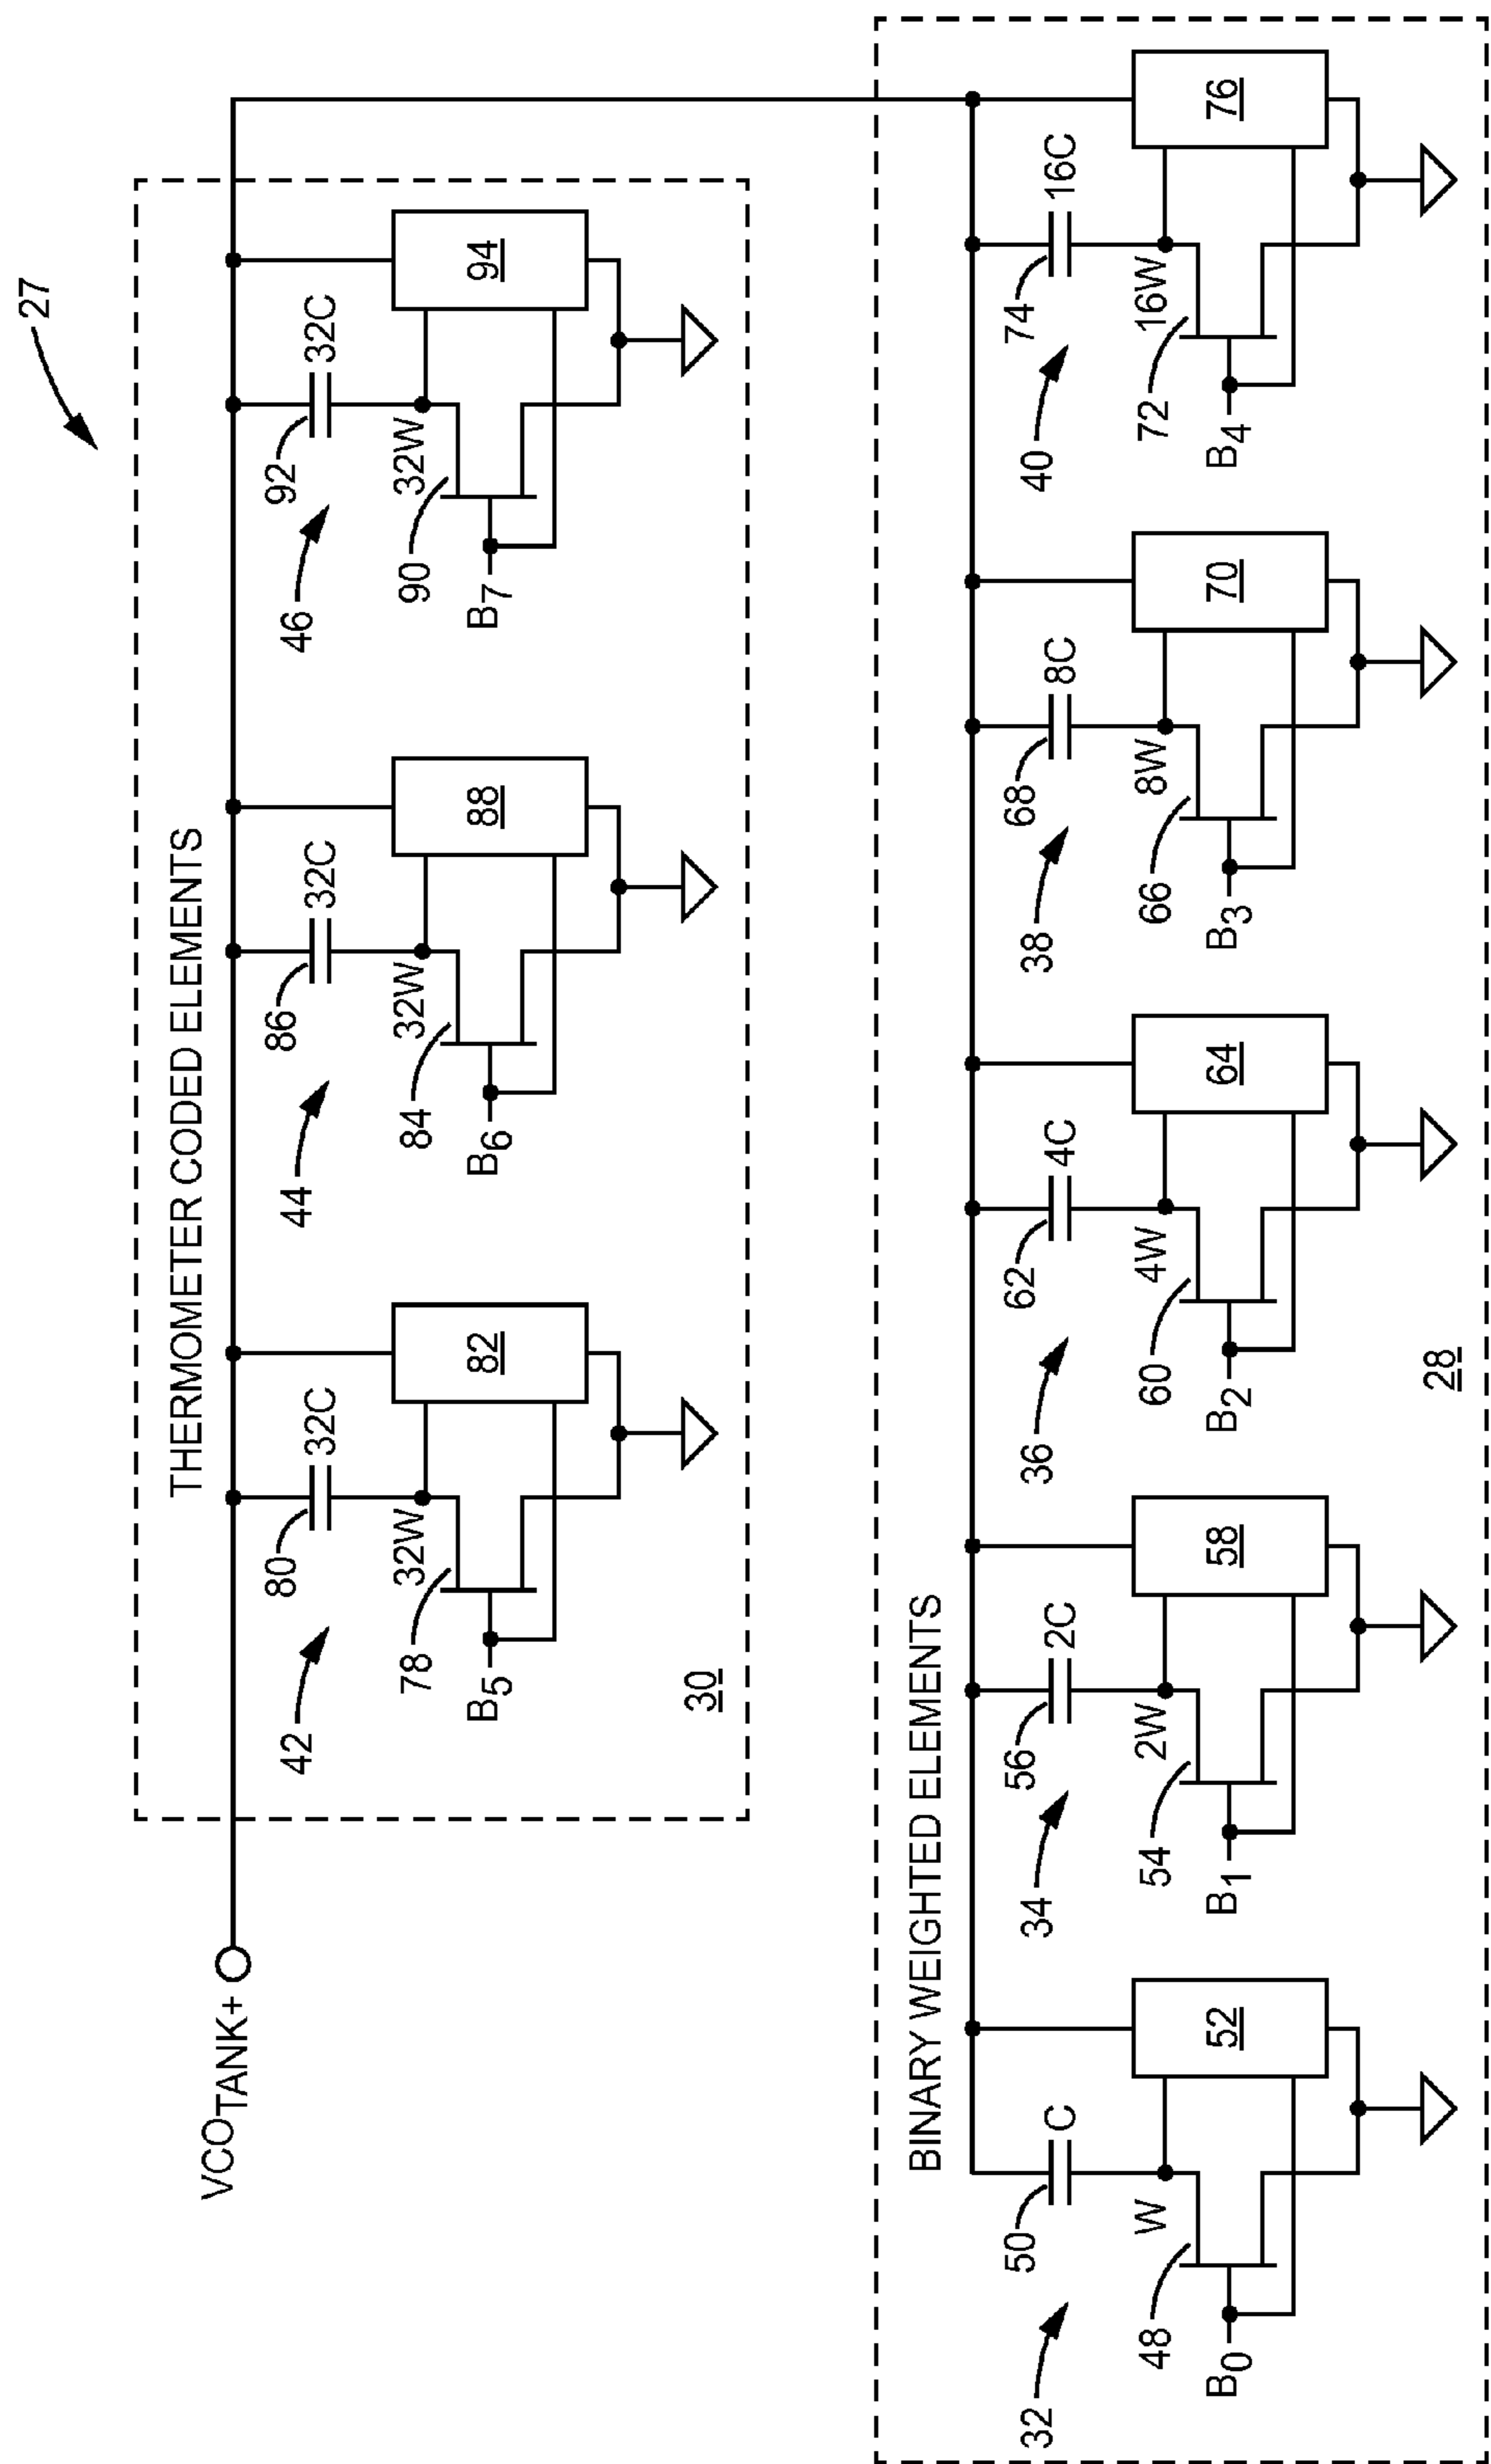 27
VCOTANK+
THERMOMETER CODED ELEMENTS
42
80
32C
32W
78
82
B5
44
86
32C
32W
84
88
B6
46
92
32C
32W
90
94
B7
30
BINARY WEIGHTED ELEMENTS
32
50
C
W
48
52
B0
34
56
2C
2W
54
58
B1
36
62
4C
4W
60
64
B2
38
68
8C
8W
66
70
B3
40
74
16C
16W
72
76
B4
28